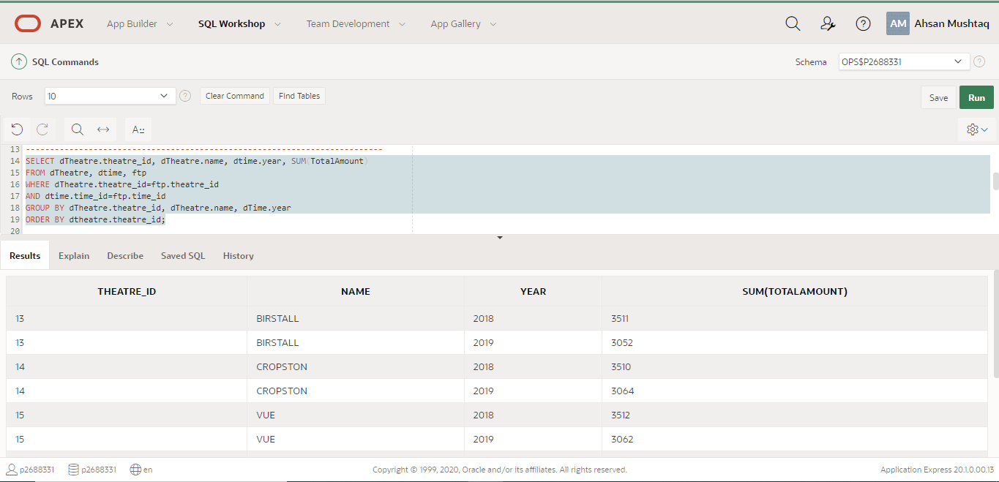 APEX App Builder SQL Workshop Team Development App Gallery AM Ahsan Mushtaq
SQL Commands Schema OPS$P2688331 ?
Rows 10 ? Clear Command Find Tables Save Run
A::
13 --------------------------------------------------------------------------
14 SELECT dTheatre.theatre_id, dTheatre.name, dtime.year, SUM(TotalAmount)
15 FROM dTheatre, dtime, ftp
16 WHERE dTheatre.theatre_id=ftp.theatre_id
17 AND dtime.time_id=ftp.time_id
18 GROUP BY dTheatre.theatre_id, dTheatre.name, dTime.year
19 ORDER BY dtheatre.theatre_id;
20
Results Explain Describe Saved SQL History
THEATRE_ID NAME YEAR SUM(TOTALAMOUNT)
13 BIRSTALL 2018 3511
13 BIRSTALL 2019 3052
14 CROPSTON 2018 3510
14 CROPSTON 2019 3064
15 VUE 2018 3512
15 VUE 2019 3062
p2688331 p2688331 en Copyright © 1999, 2020, Oracle and/or its affiliates. All rights reserved. Application Express 20.1.0.00.13